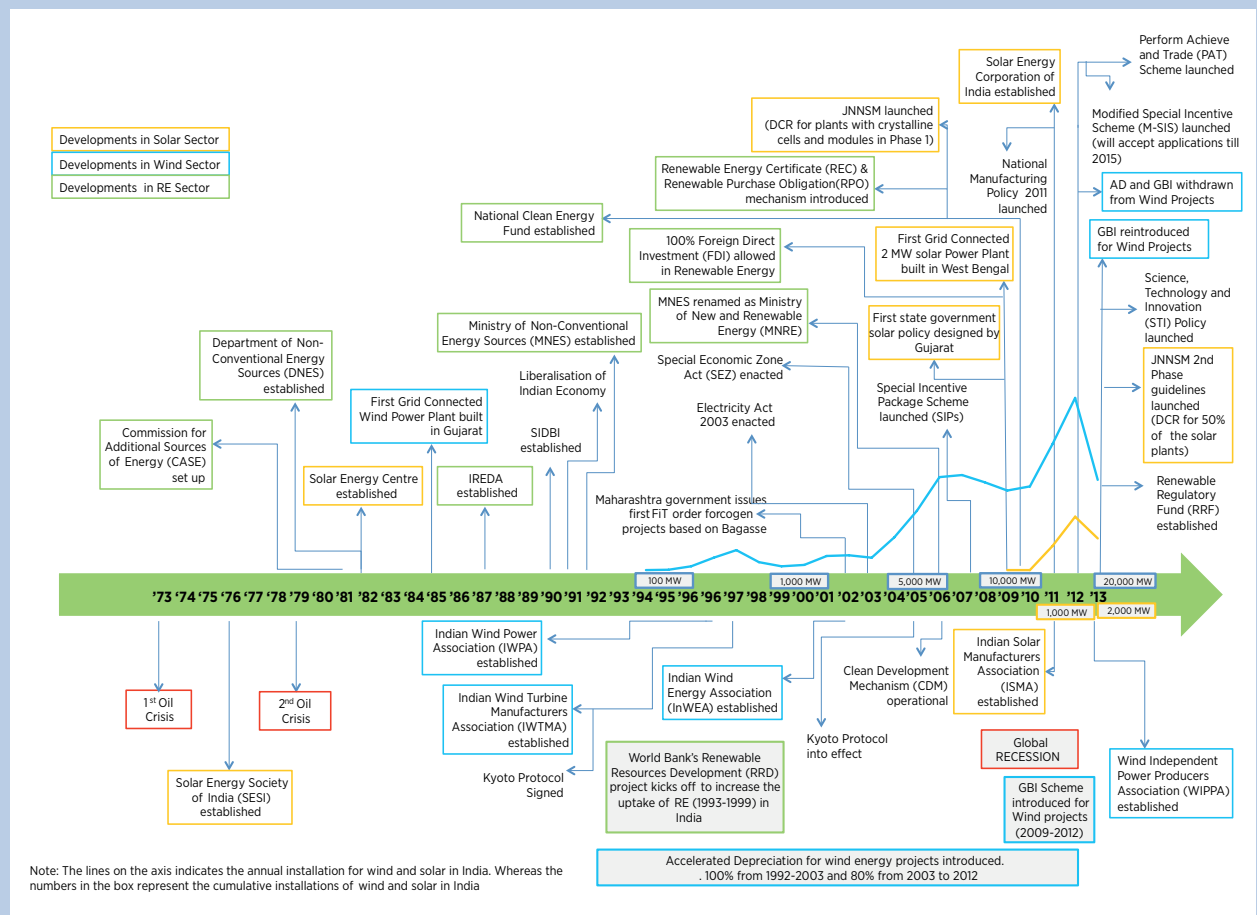 Developments in Solar Sector
Developments in Wind Sector
Developments in RE Sector
Commission for
Additional Sources
of Energy (CASE)
set up
Department of Non-
Conventional Energy
Sources (DNES)
established
Solar Energy Centre
established
First Grid Connected
Wind Power Plant built
in Gujarat
IREDA
established
Ministry of Non-Conventional
Energy Sources (MNES) established
Liberalisation of
Indian Economy
SIDBI
established
National Clean Energy
Fund established
Renewable Energy Certificate (REC) &
Renewable Purchase Obligation(RPO)
mechanism introduced
JNNSM launched
(DCR for plants with crystalline
cells and modules in Phase 1)
100% Foreign Direct
Investment (FDI) allowed
in Renewable Energy
MNES renamed as Ministry
of New and Renewable
Energy (MNRE)
Special Economic Zone
Act (SEZ) enacted
Electricity Act
2003 enacted
Maharashtra government issues
first FiT order forcogen
projects based on Bagasse
Solar Energy
Corporation of
India established
National
Manufacturing
Policy 2011
launched
First Grid Connected
2 MW solar Power Plant
built in West Bengal
First state government
solar policy designed by
Gujarat
Special Incentive
Package Scheme
launched (SIPs)
Perform Achieve
and Trade (PAT)
Scheme launched
Modified Special Incentive
Scheme (M-SIS) launched
(will accept applications till
2015)
AD and GBI withdrawn
from Wind Projects
GBI reintroduced
for Wind Projects
Science,
Technology and
Innovation
(STI) Policy
launched
JNNSM 2nd
Phase
guidelines
launched
(DCR for 50%
of the solar
plants)
Renewable
Regulatory
Fund (RRF)
established
100 MW
1,000 MW
5,000 MW
10,000 MW
20,000 MW
'73 '74 '75 '76 '77 '78 '79 '80 '81 '82 '83 '84 '85 '86 '87 '88 '89 '90 '91 '92 '93 '94 '95 '96 '96 '97 '98 '99 '00 '01 '02 '03 '04 '05 '06 '07 '08 '09 '10 '11 '12 '13
1,000 MW
2,000 MW
1st Oil
Crisis
Solar Energy Society
of India (SESI)
established
2nd Oil
Crisis
Indian Wind Power
Association (IWPA)
established
Indian Wind Turbine
Manufacturers
Association (IWTMA)
established
Kyoto Protocol
Signed
Indian Wind
Energy Association
(InWEA) established
World Bank's Renewable
Resources Development (RRD)
project kicks off to increase the
uptake of RE (1993-1999) in
India
Kyoto Protocol
into effect
Clean Development
Mechanism (CDM)
operational
Indian Solar
Manufacturers
Association
(ISMA)
established
Global
RECESSION
GBI Scheme
introduced for
Wind projects
(2009-2012)
Wind Independent
Power Producers
Association (WIPPA)
established
Accelerated Depreciation for wind energy projects introduced.
. 100% from 1992-2003 and 80% from 2003 to 2012
Note: The lines on the axis indicates the annual installation for wind and solar in India. Whereas the
numbers in the box represent the cumulative installations of wind and solar in India